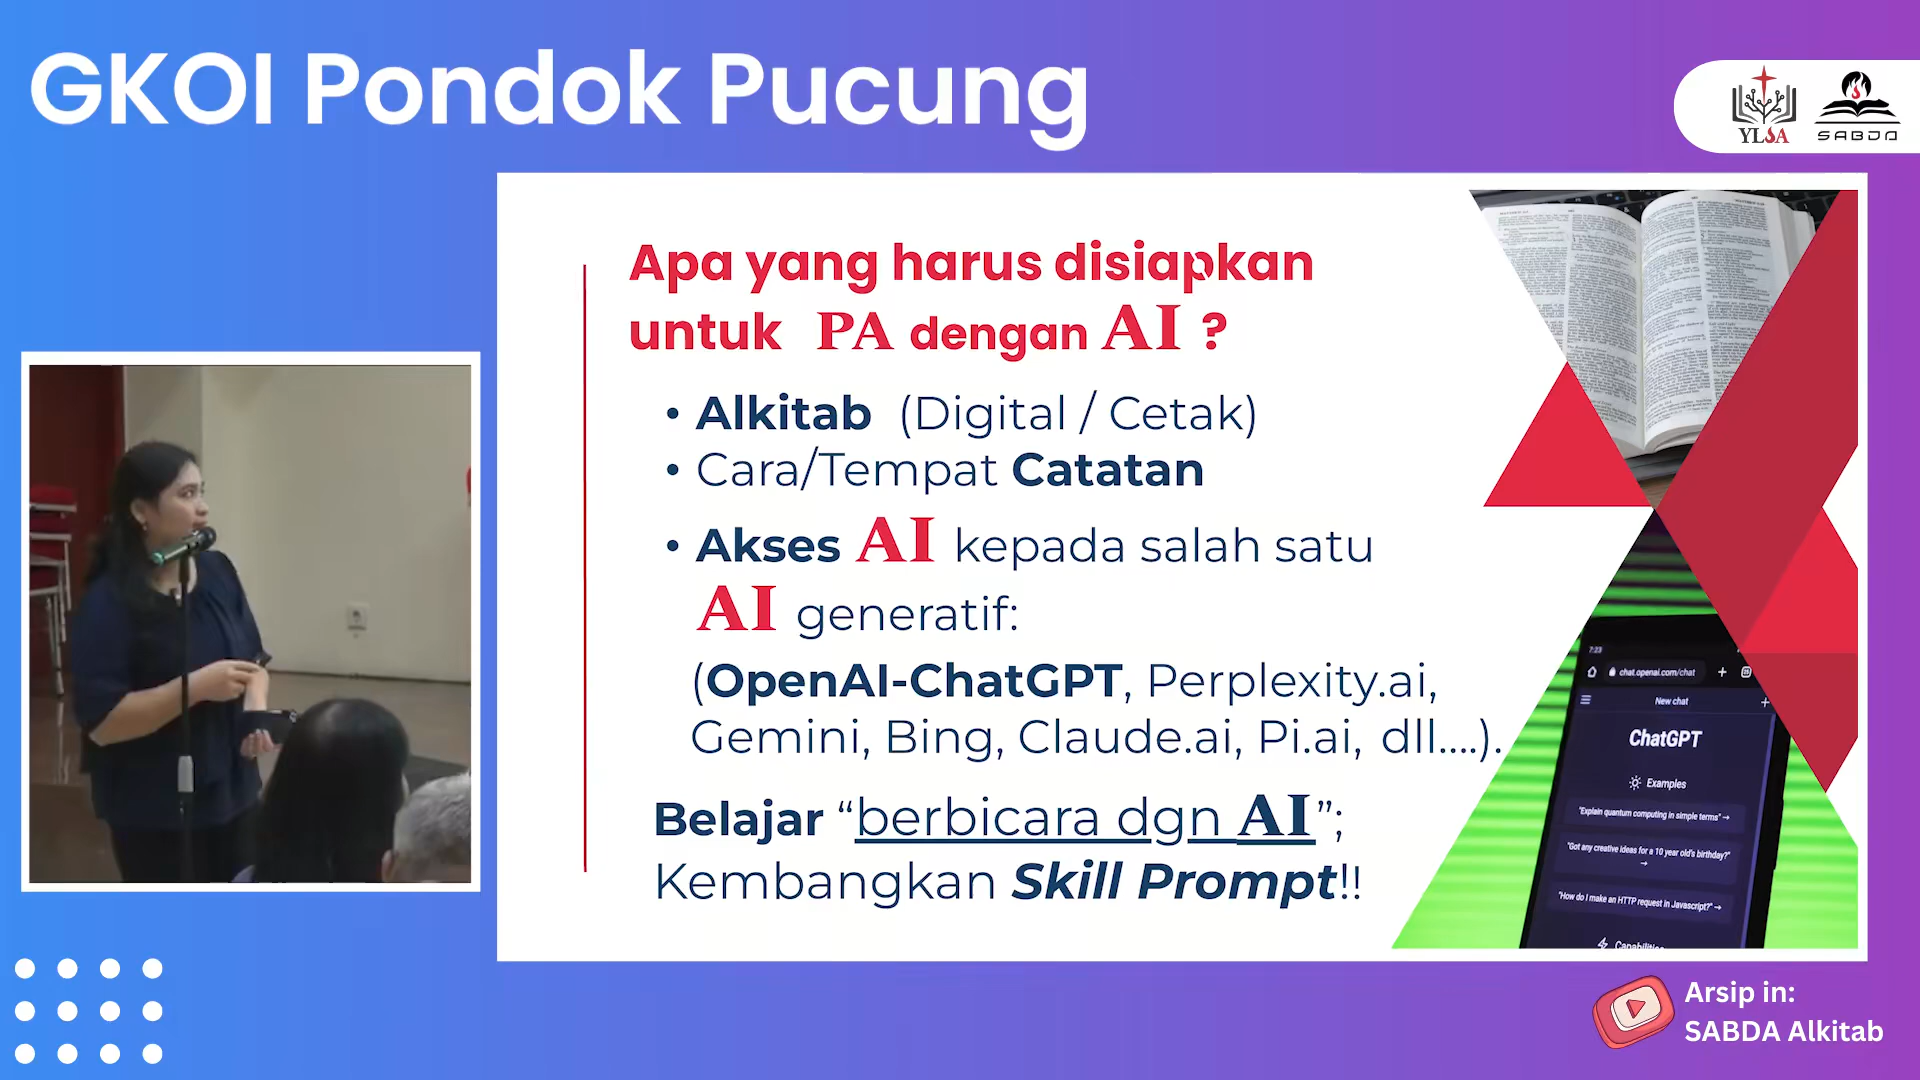 GKOI Pondok Pucung
YLSA
SABDA
Apa yang harus disiapkan
untuk PA dengan AI ?
• Alkitab (Digital / Cetak)
• Cara/Tempat Catatan
• Akses AI kepada salah satu
AI generatif:
(OpenAI-ChatGPT, Perplexity.ai,
Gemini, Bing, Claude.ai, Pi.ai, dll....).
Belajar “berbicara dgn AI”;
Kembangkan Skill Prompt!!
7:23
chat.openai.com/chat
New chat
ChatGPT
Examples
"Explain quantum computing in simple terms" →
"Got any creative ideas for a 10 year old's birthday?"
→
"How do I make an HTTP request in Javascript?" →
Capabilities
Arsip in:
SABDA Alkitab